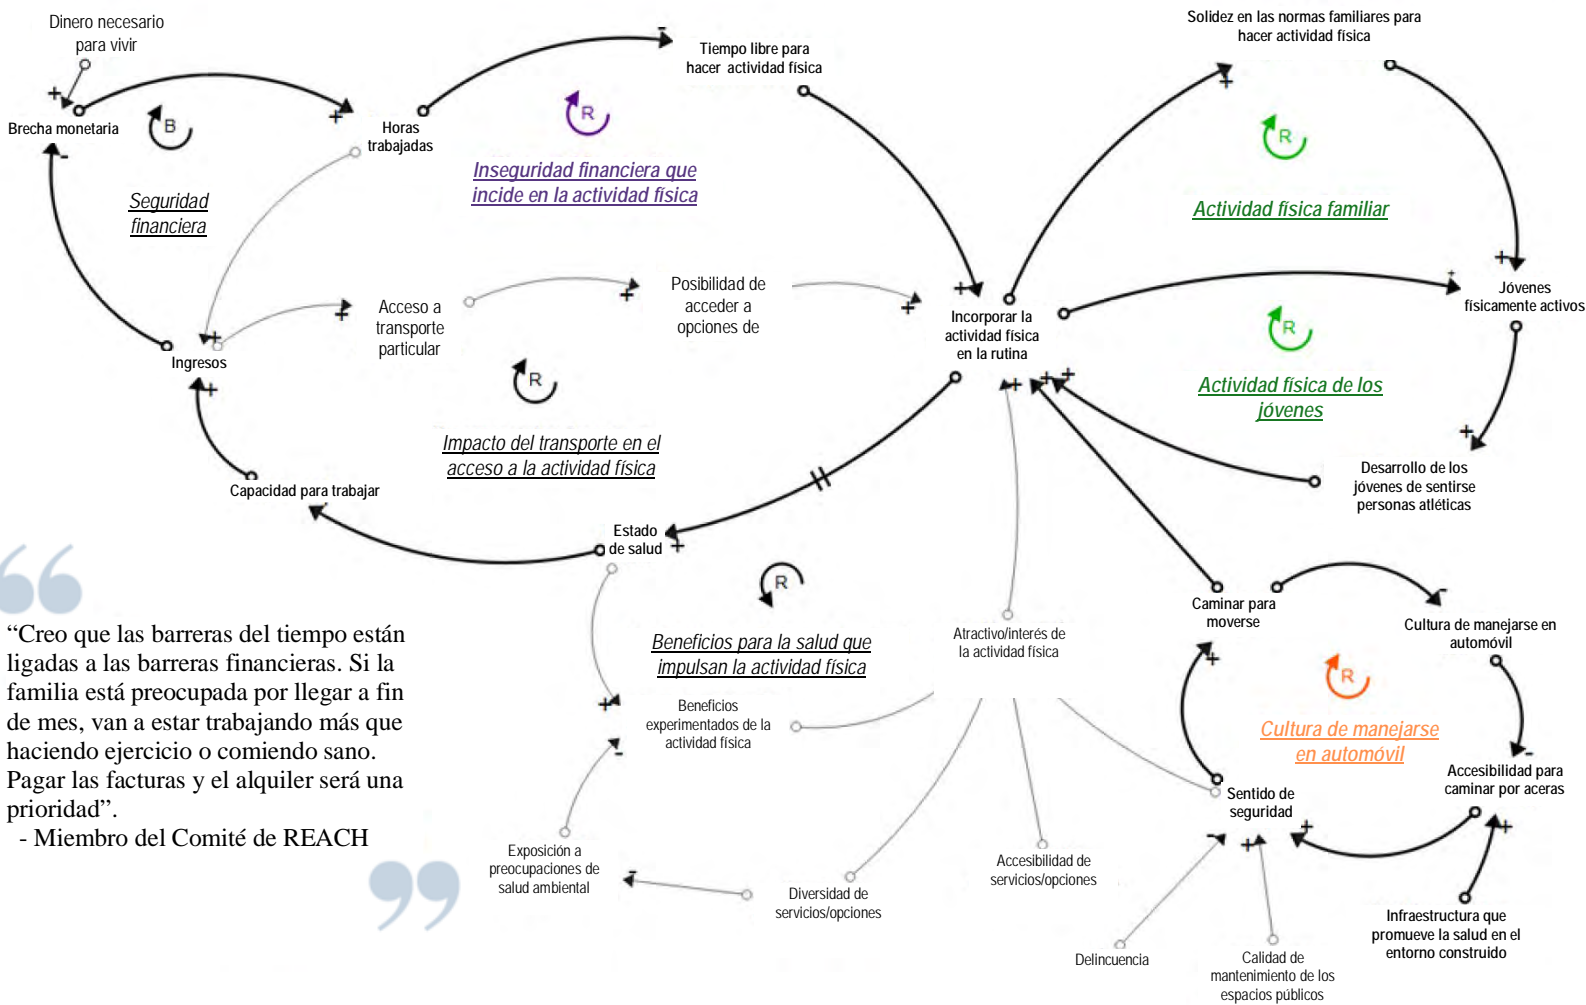 Dinero necesario
para vivir
Brecha monetaria
B
Seguridad
financiera
Horas
trabajadas
R
Inseguridad financiera que
incide en la actividad física
Tiempo libre para
hacer actividad física
Solidez en las normas familiares para
hacer actividad física
R
Actividad física familiar
Jóvenes
físicamente activos
R
Actividad física de los
jóvenes
Desarrollo de los
jóvenes de sentirse
personas atléticas
Incorporar la
actividad física
en la rutina
Posibilidad de
acceder a
opciones de
Acceso a
transporte
particular
Ingresos
R
Impacto del transporte en el
acceso a la actividad física
Capacidad para trabajar
Estado
de salud
R
Beneficios para la salud que
impulsan la actividad física
Beneficios
experimentados de la
actividad física
Atractivo/interés de
la actividad física
Caminar para
moverse
Cultura de manejarse en
automóvil
R
Cultura de manejarse
en automóvil
Accesibilidad para
caminar por aceras
Sentido de
seguridad
Exposición a
preocupaciones de
salud ambiental
Diversidad de
servicios/opciones
Accesibilidad de
servicios/opciones
Delincuencia
Calidad de
mantenimiento de los
espacios públicos
Infraestructura que
promueve la salud en el
entorno construido
“Creo que las barreras del tiempo están
ligadas a las barreras financieras. Si la
familia está preocupada por llegar a fin
de mes, van a estar trabajando más que
haciendo ejercicio o comiendo sano.
Pagar las facturas y el alquiler será una
prioridad”.
- Miembro del Comité de REACH